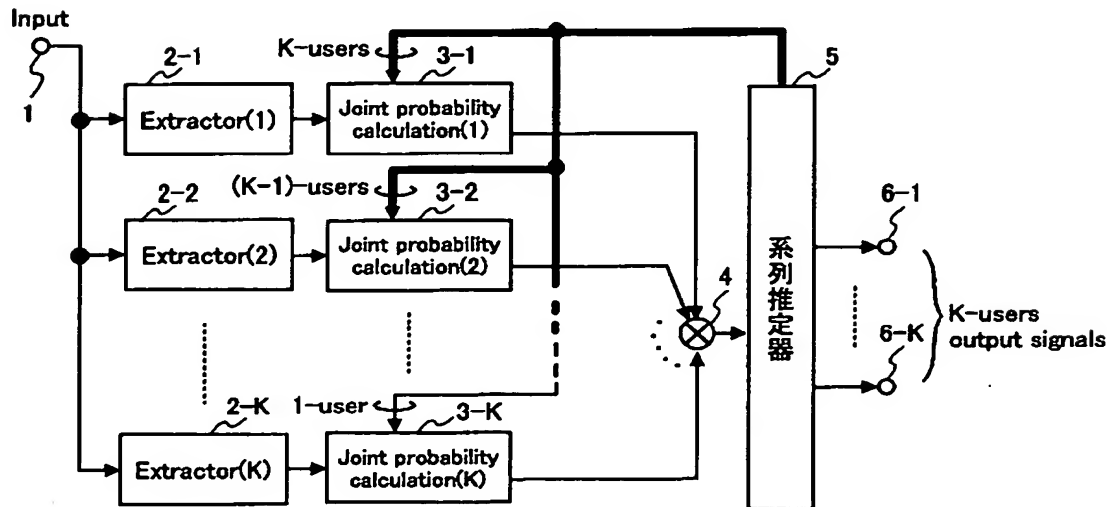 Input
1
2-1
Extractor(1)
K-users
3-1
Joint probability
calculation(1)
5
2-2
Extractor(2)
(K-1)-users
3-2
Joint probability
calculation(2)
4
系列推定器
6-1
6-K
K-users
output signals
2-K
Extractor(K)
1-user
3-K
Joint probability
calculation(K)